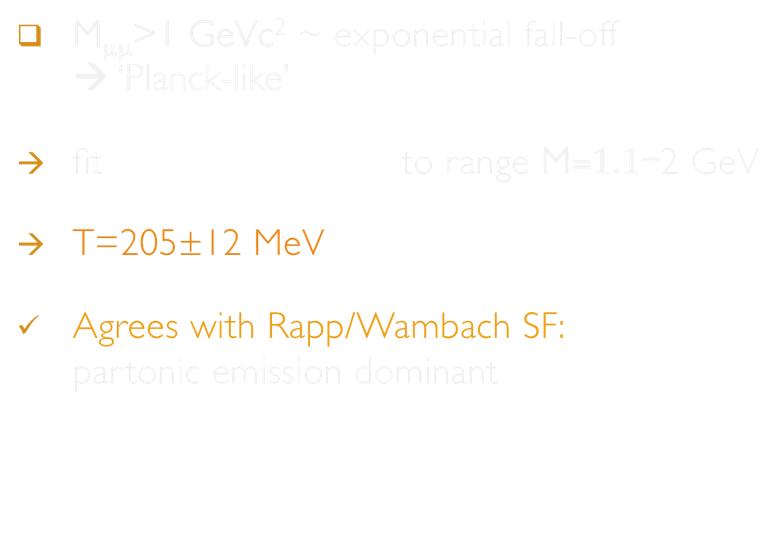 ❑ Mμμ>1 GeVc² ~ exponential fall-off
→ 'Planck-like'
→ fit to range M=1.1−2 GeV
→ T=205±12 MeV
✓ Agrees with Rapp/Wambach SF:
partonic emission dominant